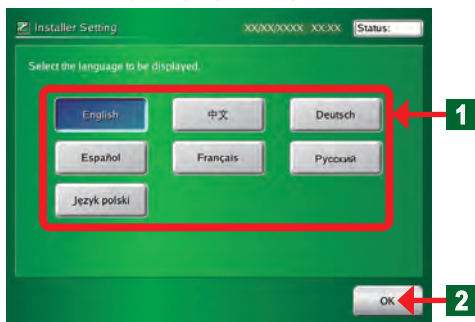 Installer Setting XX/XX/XXXX XX:XX Status:
Select the language to be displayed.
English 中文 Deutsch 1
Español Français Русский
Język polski
OK 2